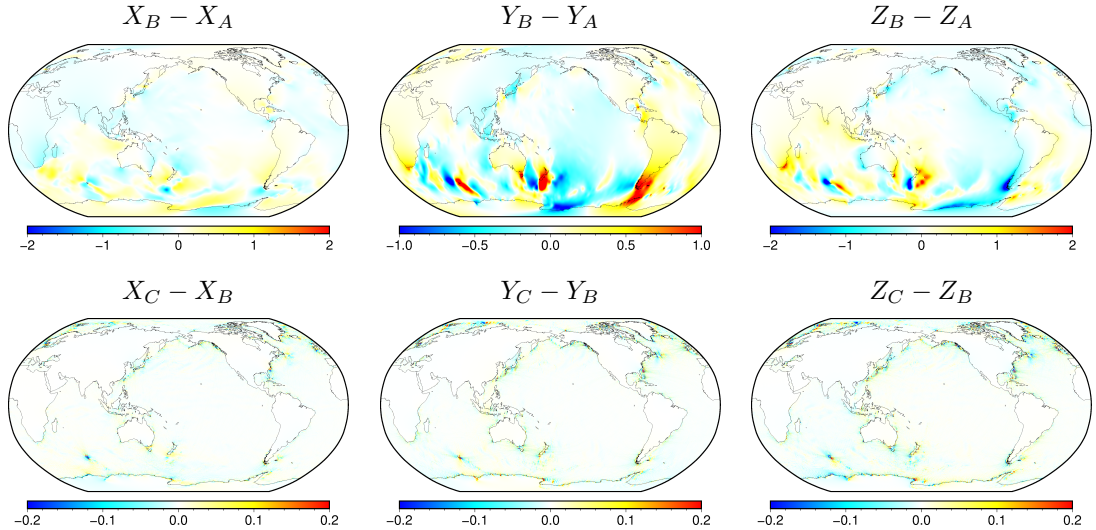 X_B − X_A
Y_B − Y_A
Z_B − Z_A
−2 −1 0 1 2
−1.0 −0.5 0.0 0.5 1.0
−2 −1 0 1 2
X_C − X_B
Y_C − Y_B
Z_C − Z_B
−0.2 −0.1 0.0 0.1 0.2
−0.2 −0.1 0.0 0.1 0.2
−0.2 −0.1 0.0 0.1 0.2